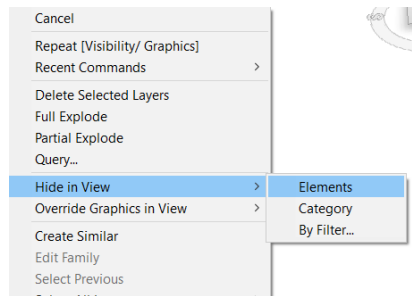 Cancel
Repeat [Visibility/ Graphics]
Recent Commands
Delete Selected Layers
Full Explode
Partial Explode
Query...
Hide in View
Elements
Override Graphics in View
Category
By Filter...
Create Similar
Edit Family
Select Previous